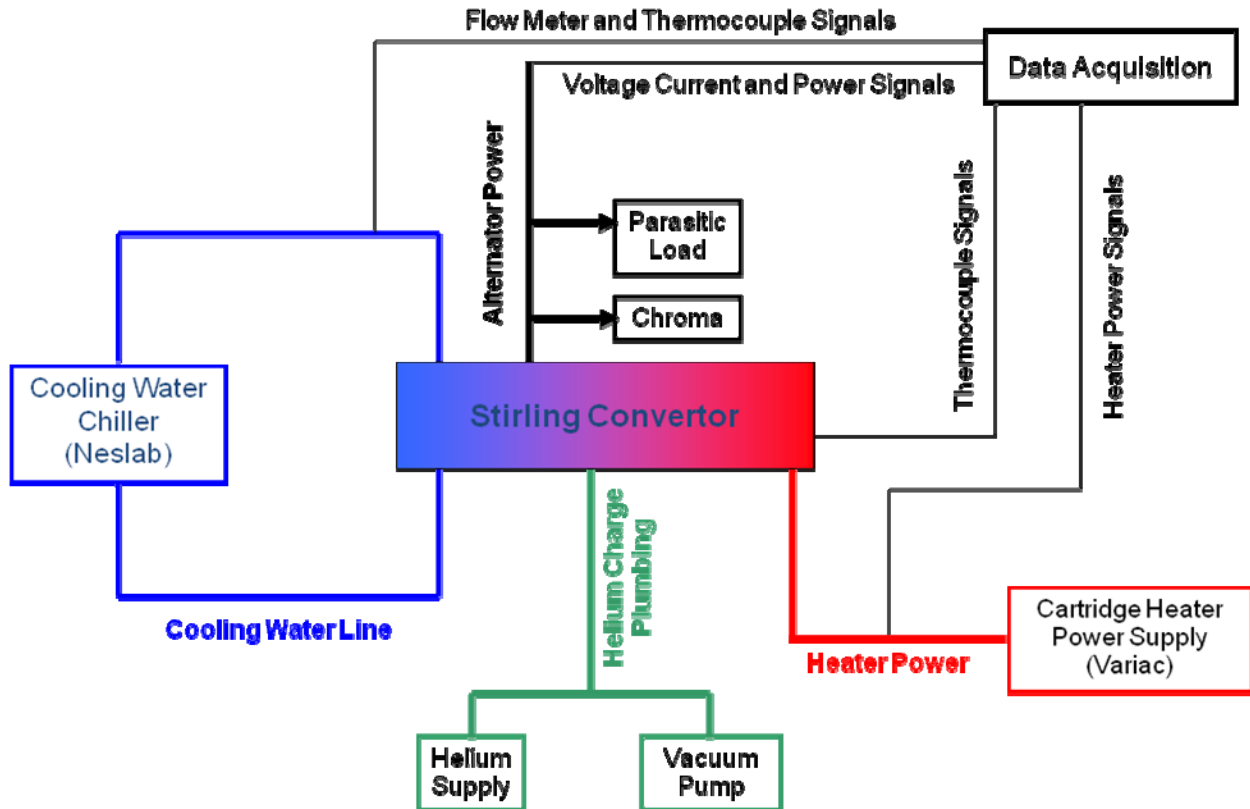 Flow Meter and Thermocouple Signals
Data Acquisition
Voltage Current and Power Signals
Alternator Power
Parasitic
Load
Chroma
Thermocouple Signals
Heater Power Signals
Cooling Water
Chiller
(Neslab)
Stirling Convertor
Helium Charge
Plumbing
Cooling Water Line
Heater Power
Cartridge Heater
Power Supply
(Variac)
Helium
Supply
Vacuum
Pump